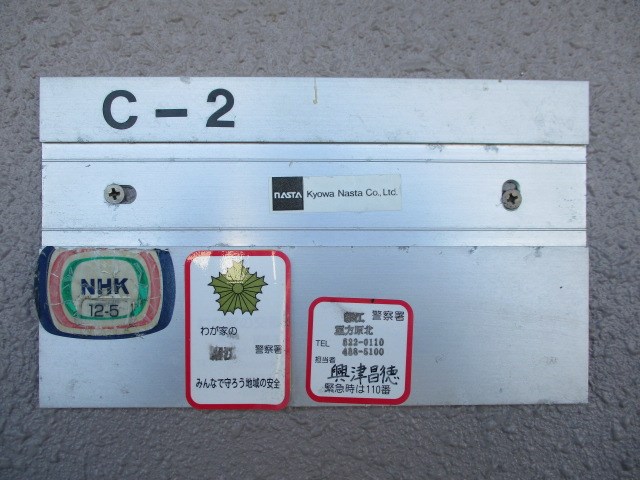 C-2
NASTA Kyowa Nasta Co., Ltd.
NHK
12-5
わが家の
警察署
みんなで守ろう地域の安全
警察署
TEL 822-0110
488-5100
担当者
興津昌徳
緊急時は110番